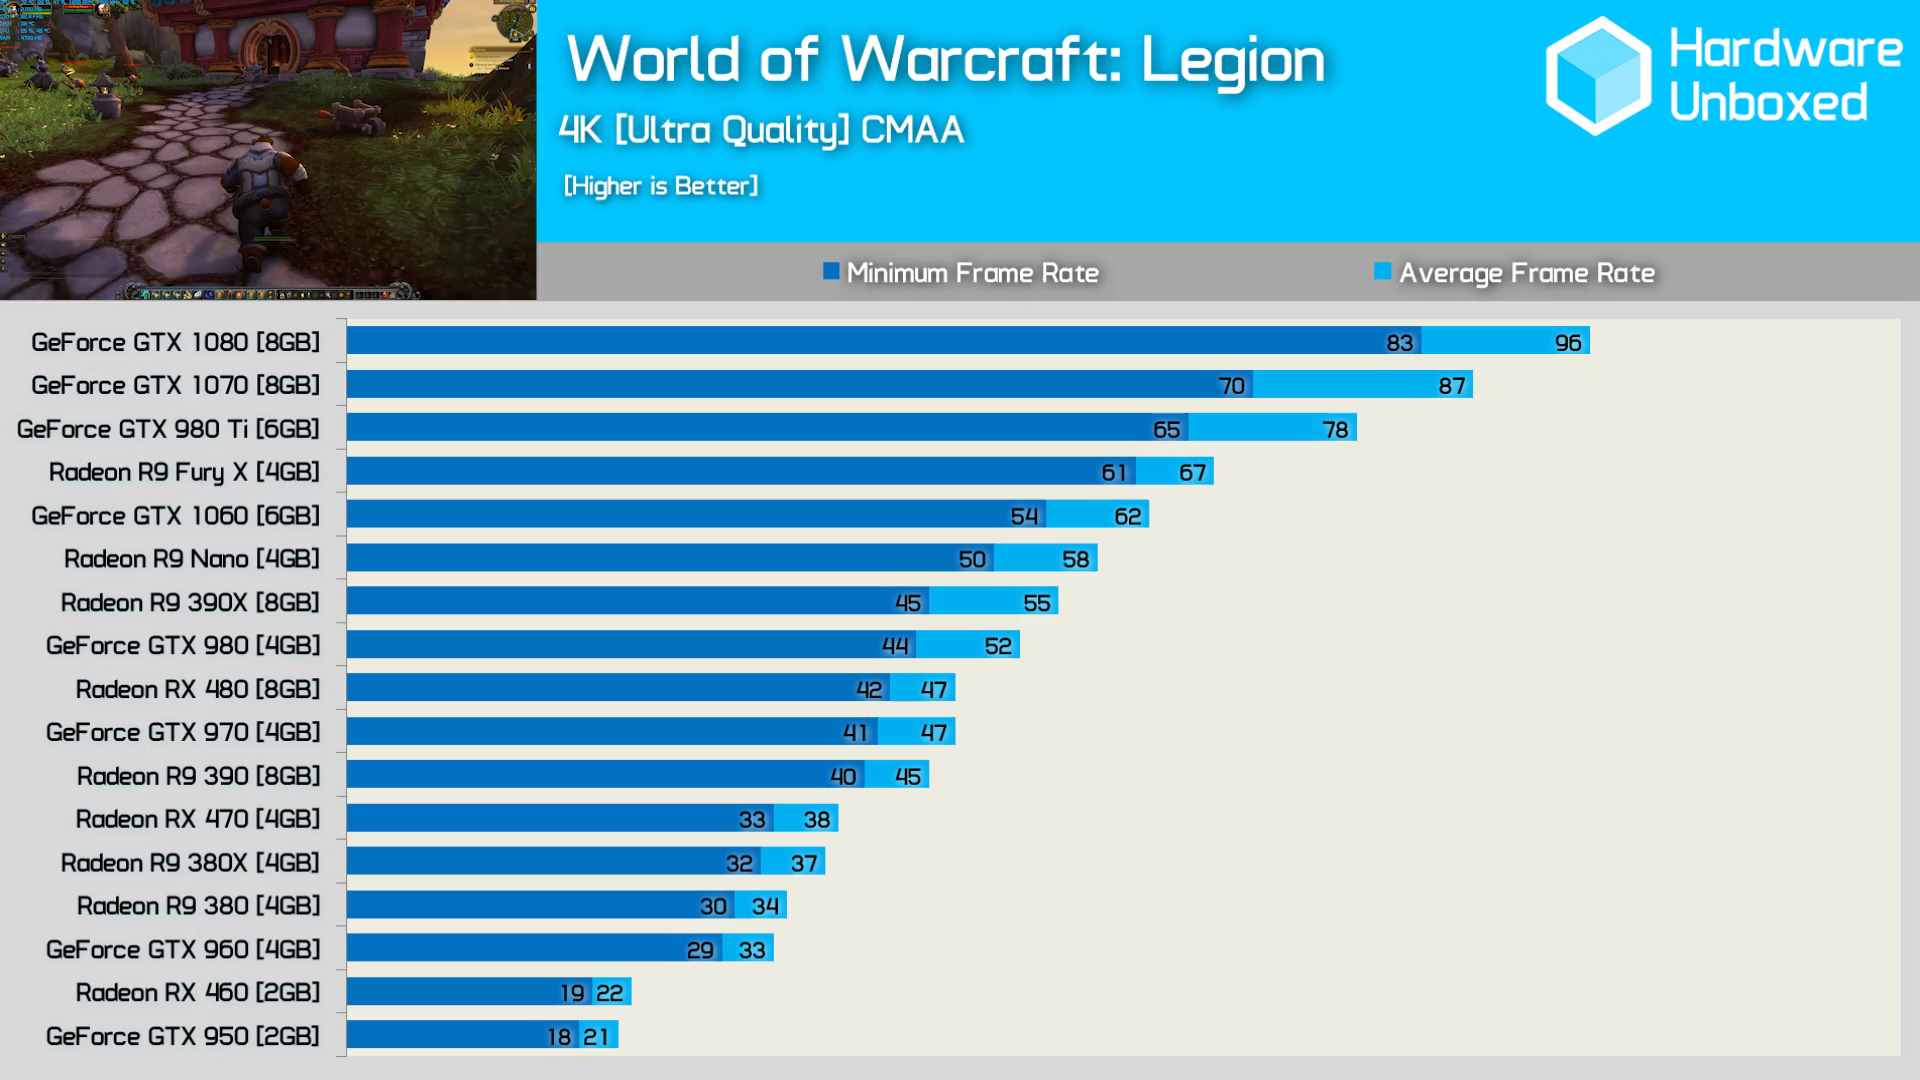 World of Warcraft: Legion
4K [Ultra Quality] CMAA
[Higher is Better]
Hardware
Unboxed
Minimum Frame Rate
Average Frame Rate
GeForce GTX 1080 [8GB] 83 96
GeForce GTX 1070 [8GB] 70 87
GeForce GTX 980 Ti [6GB] 65 78
Radeon R9 Fury X [4GB] 61 67
GeForce GTX 1060 [6GB] 54 62
Radeon R9 Nano [4GB] 50 58
Radeon R9 390X [8GB] 45 55
GeForce GTX 980 [4GB] 44 52
Radeon RX 480 [8GB] 42 47
GeForce GTX 970 [4GB] 41 47
Radeon R9 390 [8GB] 40 45
Radeon RX 470 [4GB] 33 38
Radeon R9 380X [4GB] 32 37
Radeon R9 380 [4GB] 30 34
GeForce GTX 960 [4GB] 29 33
Radeon RX 460 [2GB] 19 22
GeForce GTX 950 [2GB] 18 21